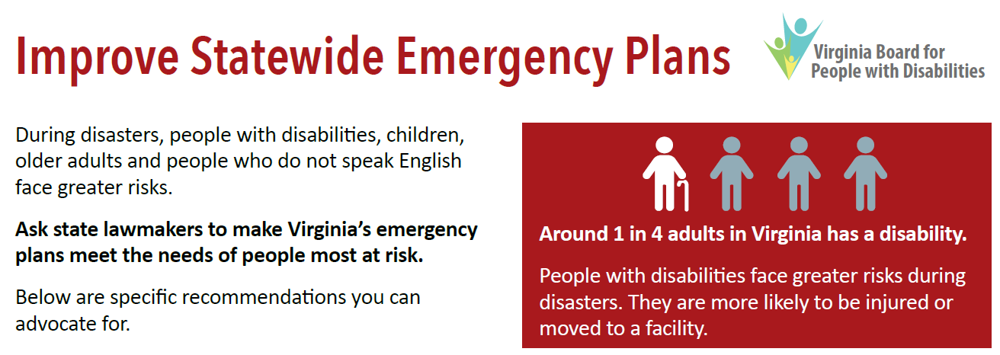 Improve Statewide Emergency Plans
Virginia Board for
People with Disabilities
During disasters, people with disabilities, children,
older adults and people who do not speak English
face greater risks.
Ask state lawmakers to make Virginia’s emergency
plans meet the needs of people most at risk.
Below are specific recommendations you can
advocate for.
Around 1 in 4 adults in Virginia has a disability.
People with disabilities face greater risks during
disasters. They are more likely to be injured or
moved to a facility.